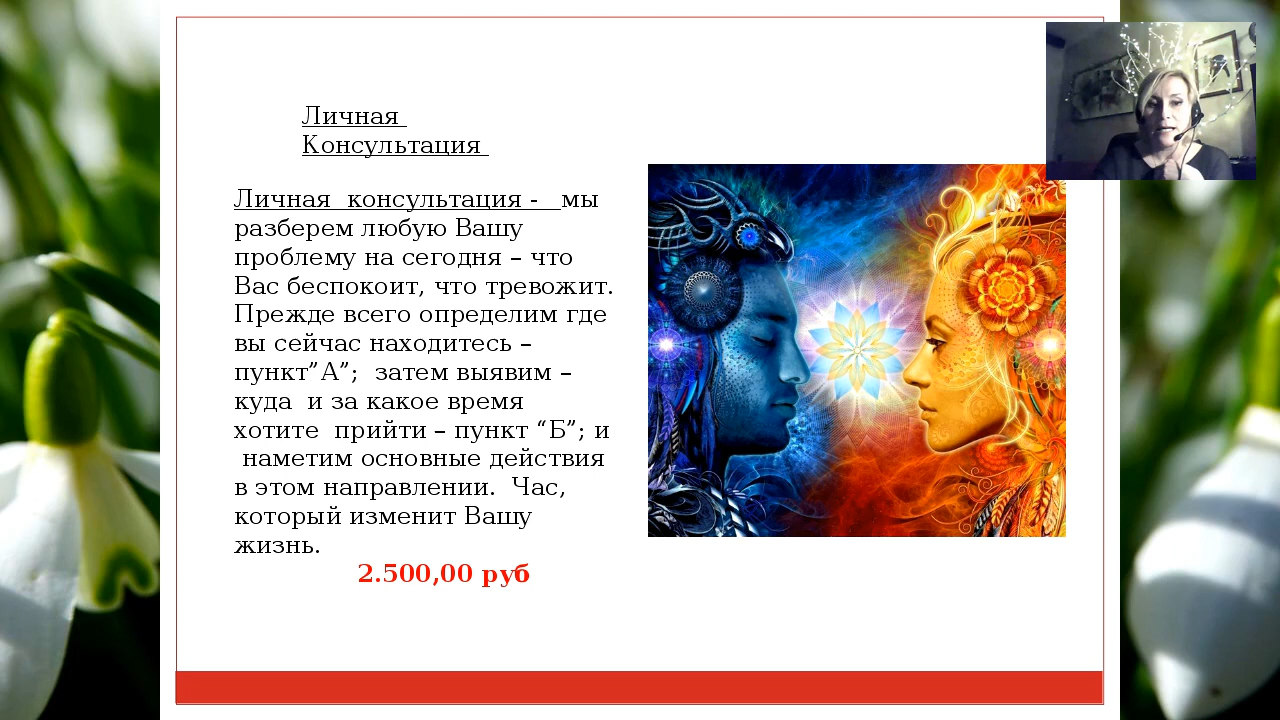 Личная
Консультация
Личная  консультация -   мы
разберем любую Вашу
проблему на сегодня – что
Вас беспокоит, что тревожит.
Прежде всего определим где
вы сейчас находитесь –
пункт”А”;  затем выявим –
куда  и за какое время
хотите  прийти – пункт “Б”; и
наметим основные действия
в этом направлении.  Час,
который изменит Вашу
жизнь.
2.500,00 руб